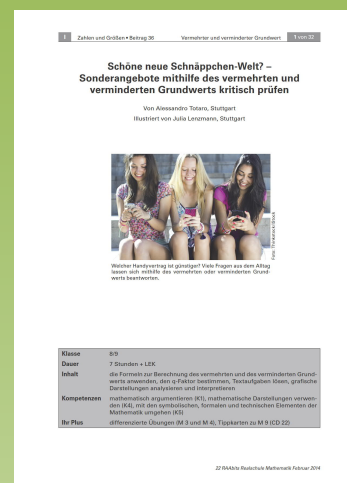 I Zahlen und Größen • Beitrag 36 Vermehrter und verminderter Grundwert 1 von 32
Schöne neue Schnäppchen-Welt? –
Sonderangebote mithilfe des vermehrten und
verminderten Grundwerts kritisch prüfen
Von Alessandro Totaro, Stuttgart
Illustriert von Julia Lenzmann, Stuttgart
Welcher Handyvertrag ist günstiger? Viele Fragen aus dem Alltag
lassen sich mithilfe des vermehrten oder verminderten Grund-
werts beantworten.
Klasse 8/9
Dauer 7 Stunden + LEK
Inhalt die Formeln zur Berechnung des vermehrten und des verminderten Grund-
werts anwenden, den q-Faktor bestimmen, Textaufgaben lösen, grafische
Darstellungen analysieren und interpretieren
Kompetenzen mathematisch argumentieren (K1), mathematische Darstellungen verwen-
den (K4), mit den symbolischen, formalen und technischen Elementen der
Mathematik umgehen (K5)
Ihr Plus differenzierte Übungen (M 3 und M 4), Tippkarten zu M 9 (CD 22)
22 RAAbits Realschule Mathematik Februar 2014